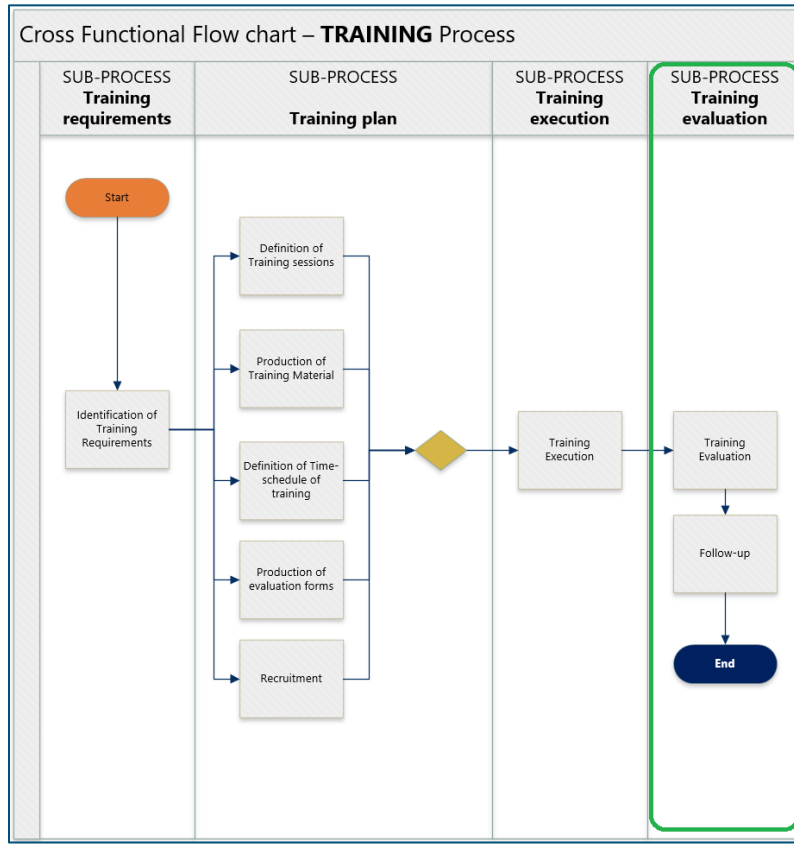 Cross Functional Flow chart – TRAINING Process
SUB-PROCESS
Training
requirements
SUB-PROCESS
Training plan
SUB-PROCESS
Training
execution
SUB-PROCESS
Training
evaluation
Start
Identification of
Training
Requirements
Definition of
Training sessions
Production of
Training Material
Definition of Time-
schedule of
training
Production of
evaluation forms
Recruitment
Training
Execution
Training
Evaluation
Follow-up
End